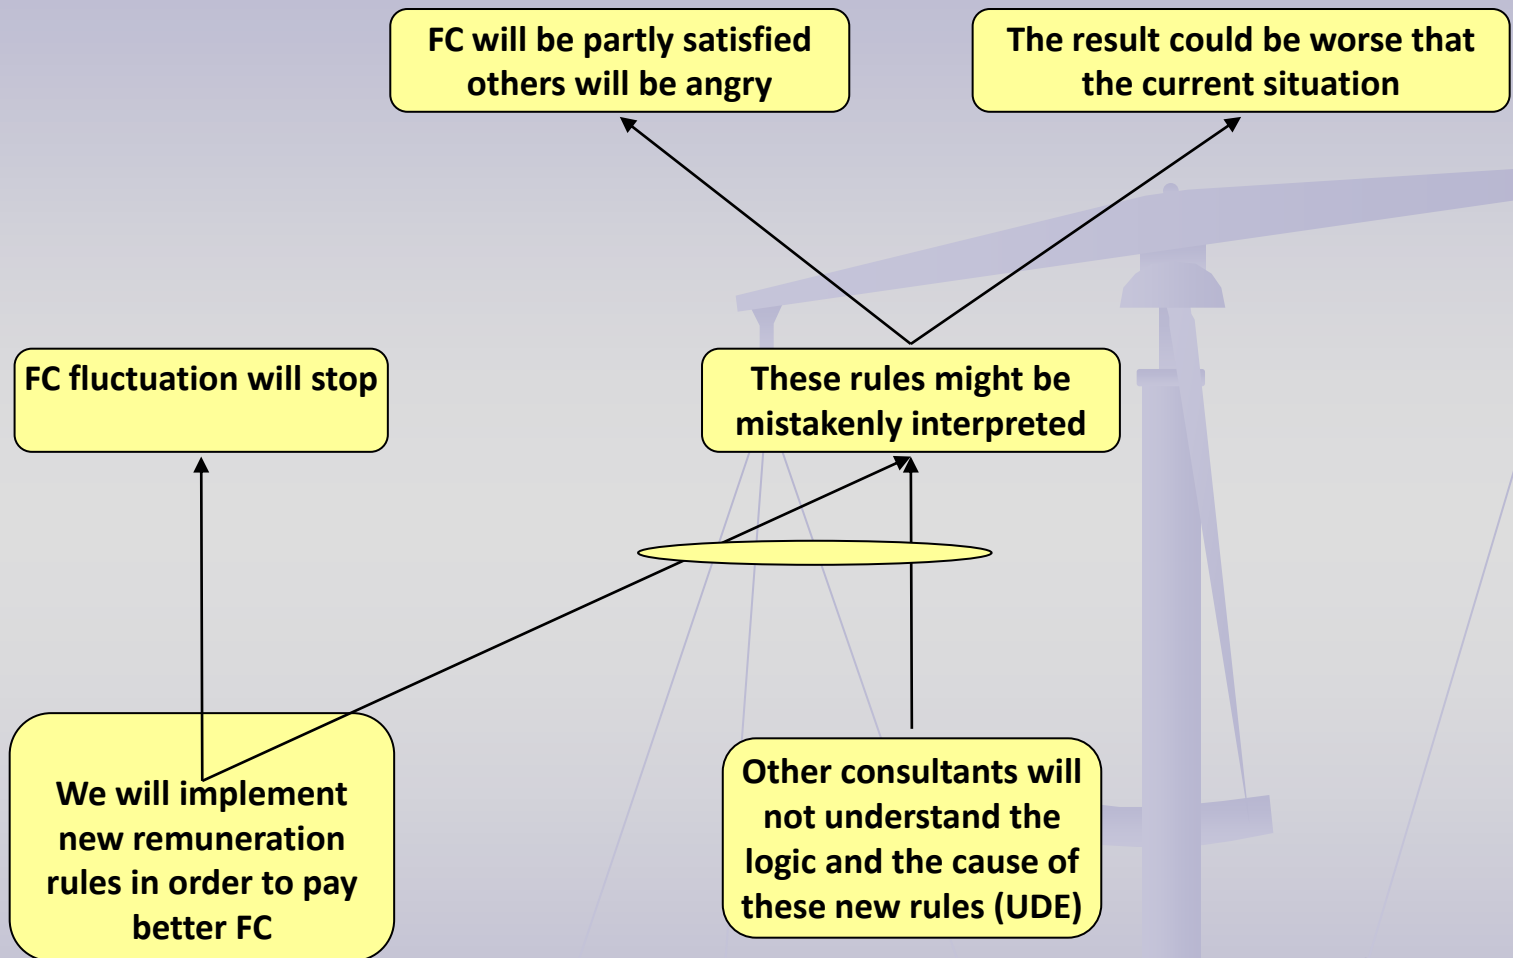 FC will be partly satisfied
others will be angry
The result could be worse that
the current situation
FC fluctuation will stop
These rules might be
mistakenly interpreted
We will implement
new remuneration
rules in order to pay
better FC
Other consultants will
not understand the
logic and the cause of
these new rules (UDE)